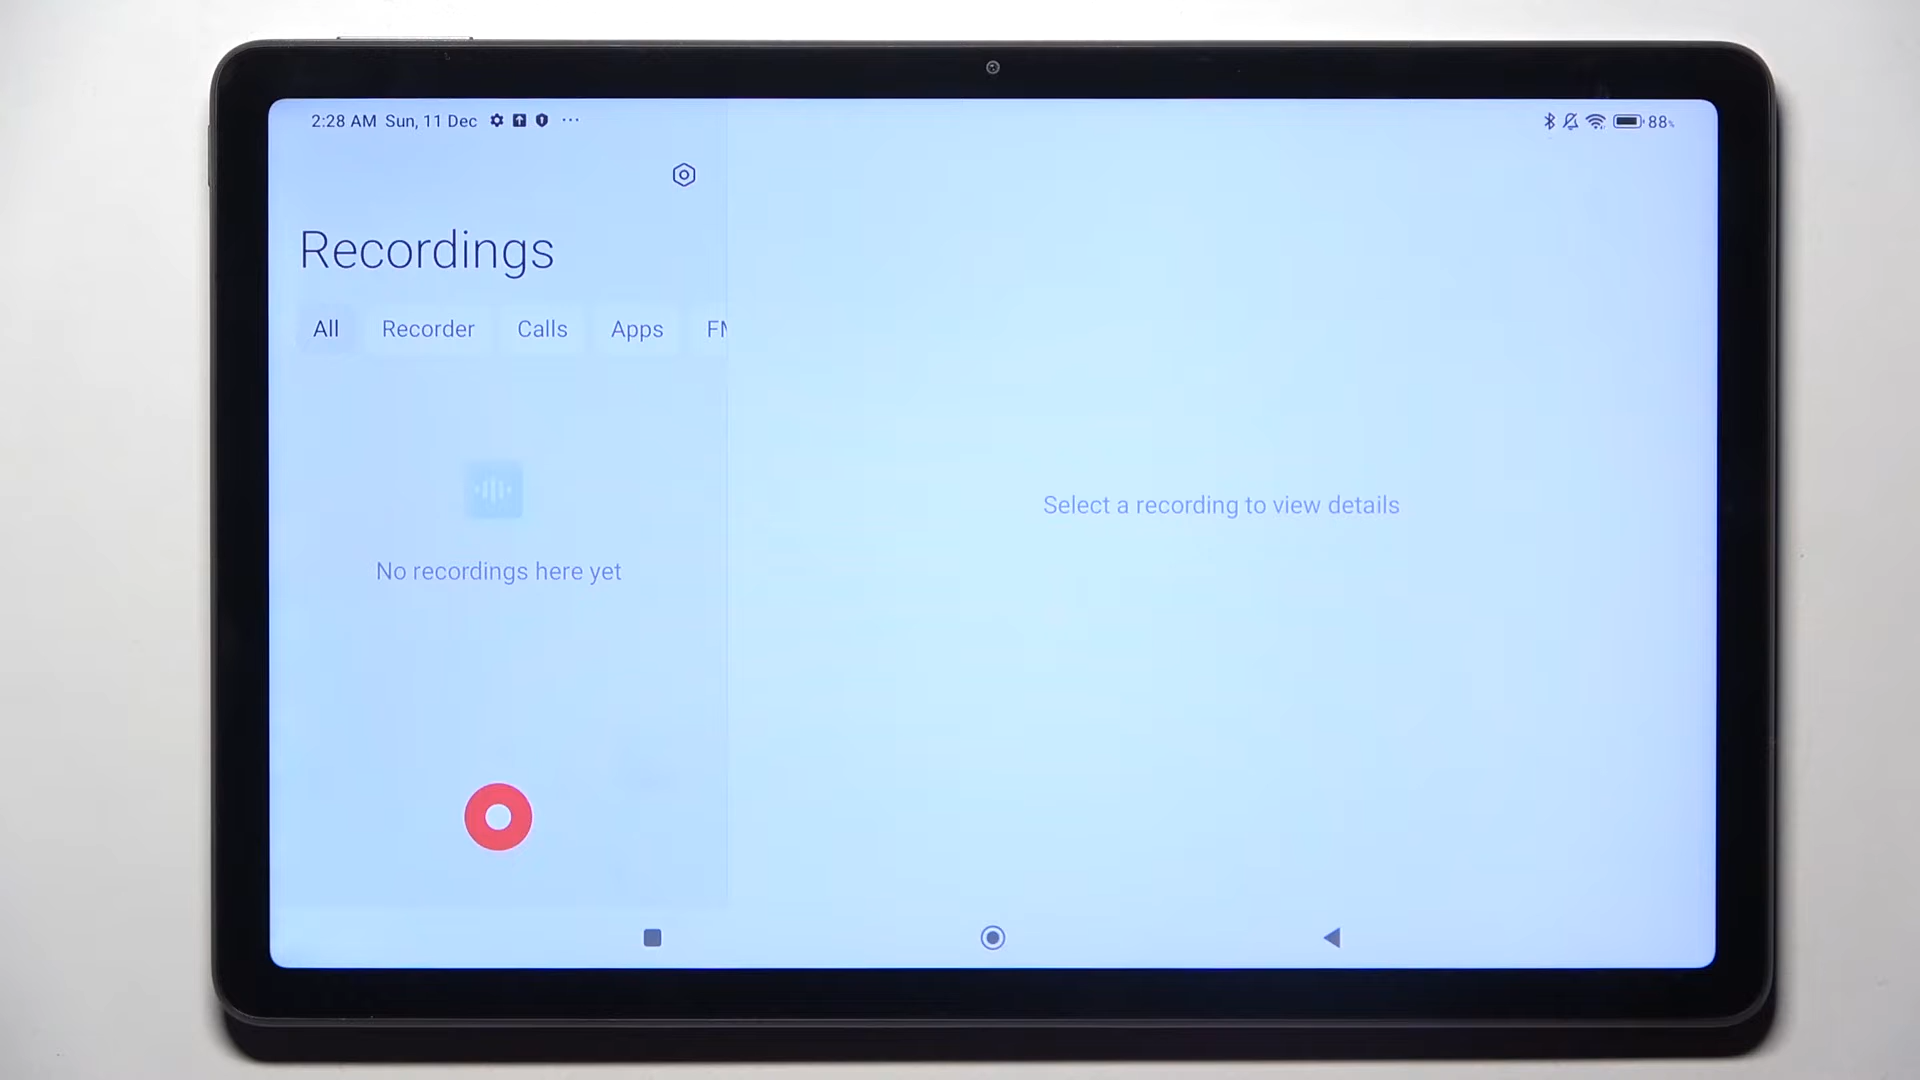 2:28 AM Sun, 11 Dec
88%
Recordings
All Recorder Calls Apps FM
No recordings here yet
Select a recording to view details